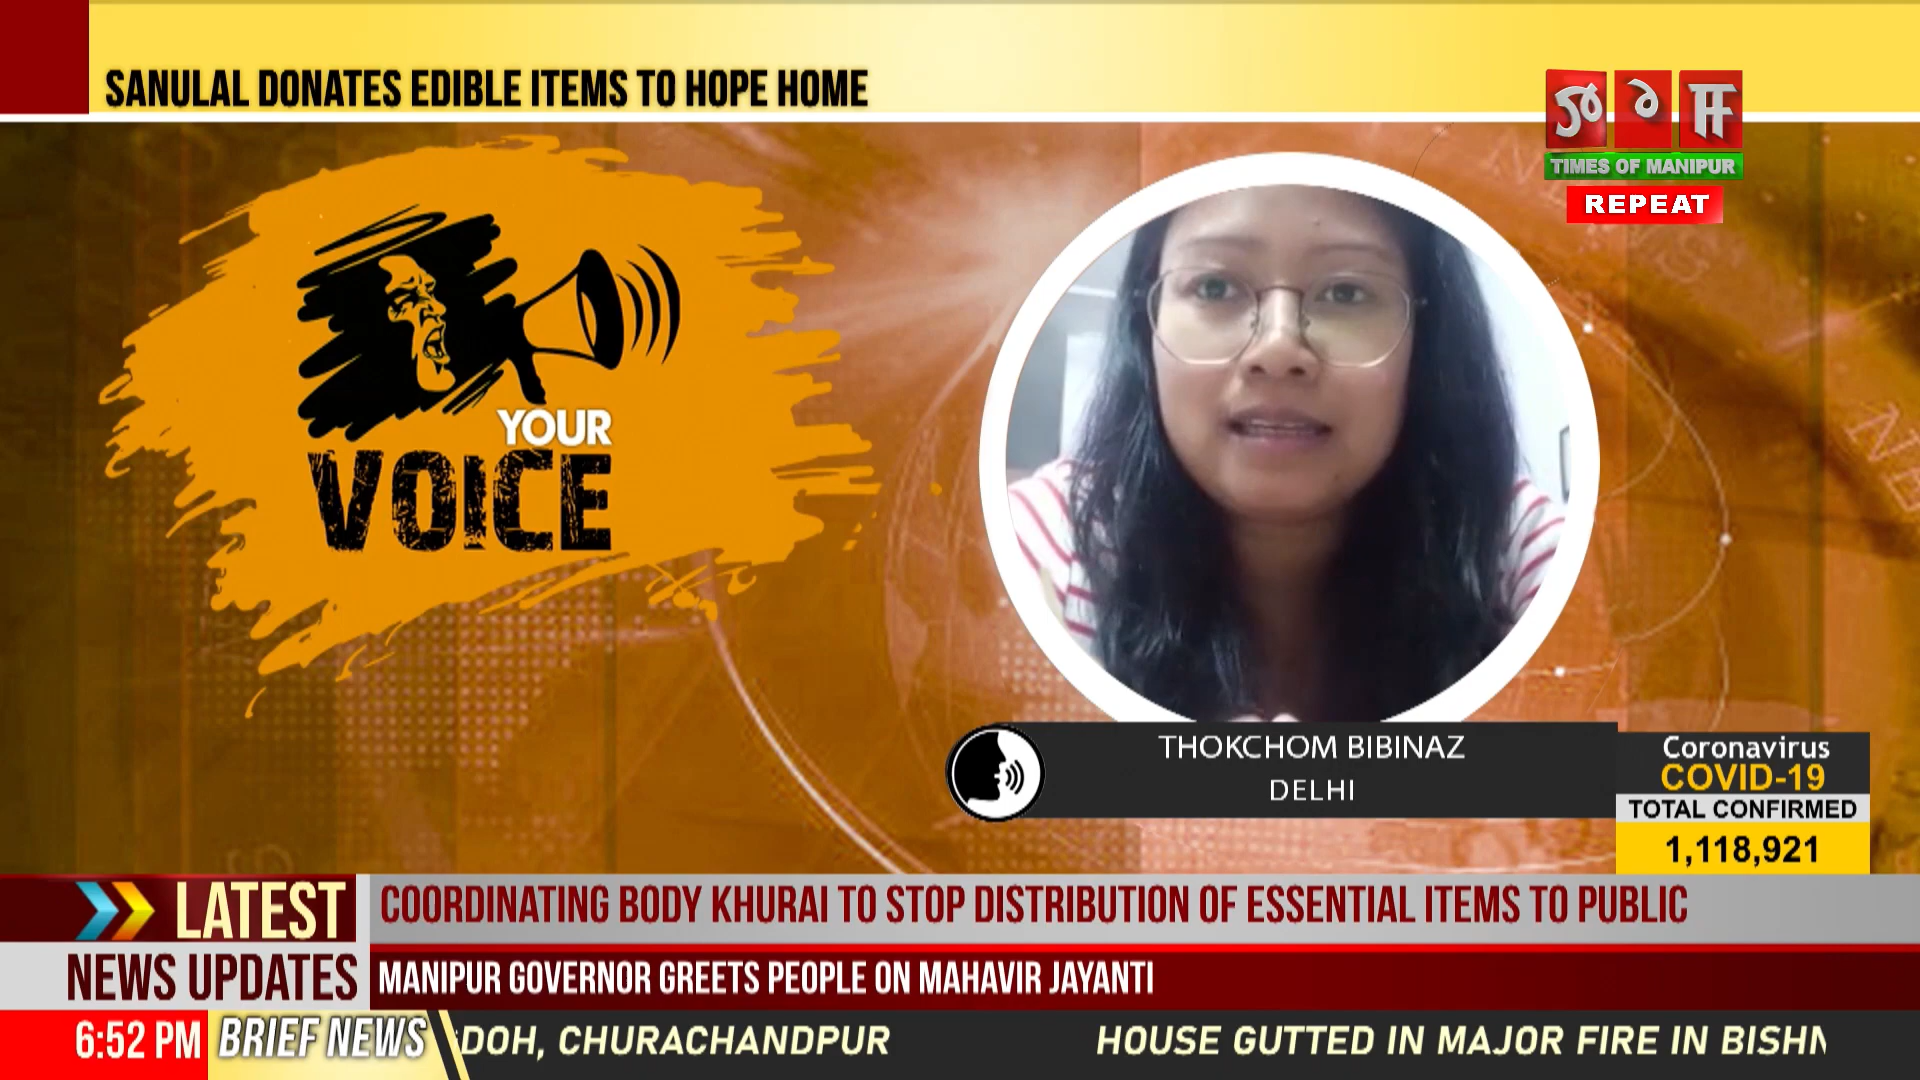 SANULAL DONATES EDIBLE ITEMS TO HOPE HOME
TIMES OF MANIPUR
REPEAT
YOUR
VOICE
THOKCHOM BIBINAZ
DELHI
Coronavirus
COVID-19
TOTAL CONFIRMED
1,118,921
LATEST
NEWS UPDATES
COORDINATING BODY KHURAI TO STOP DISTRIBUTION OF ESSENTIAL ITEMS TO PUBLIC
MANIPUR GOVERNOR GREETS PEOPLE ON MAHAVIR JAYANTI
6:52 PM
BRIEF NEWS
DOH, CHURACHANDPUR
HOUSE GUTTED IN MAJOR FIRE IN BISHN